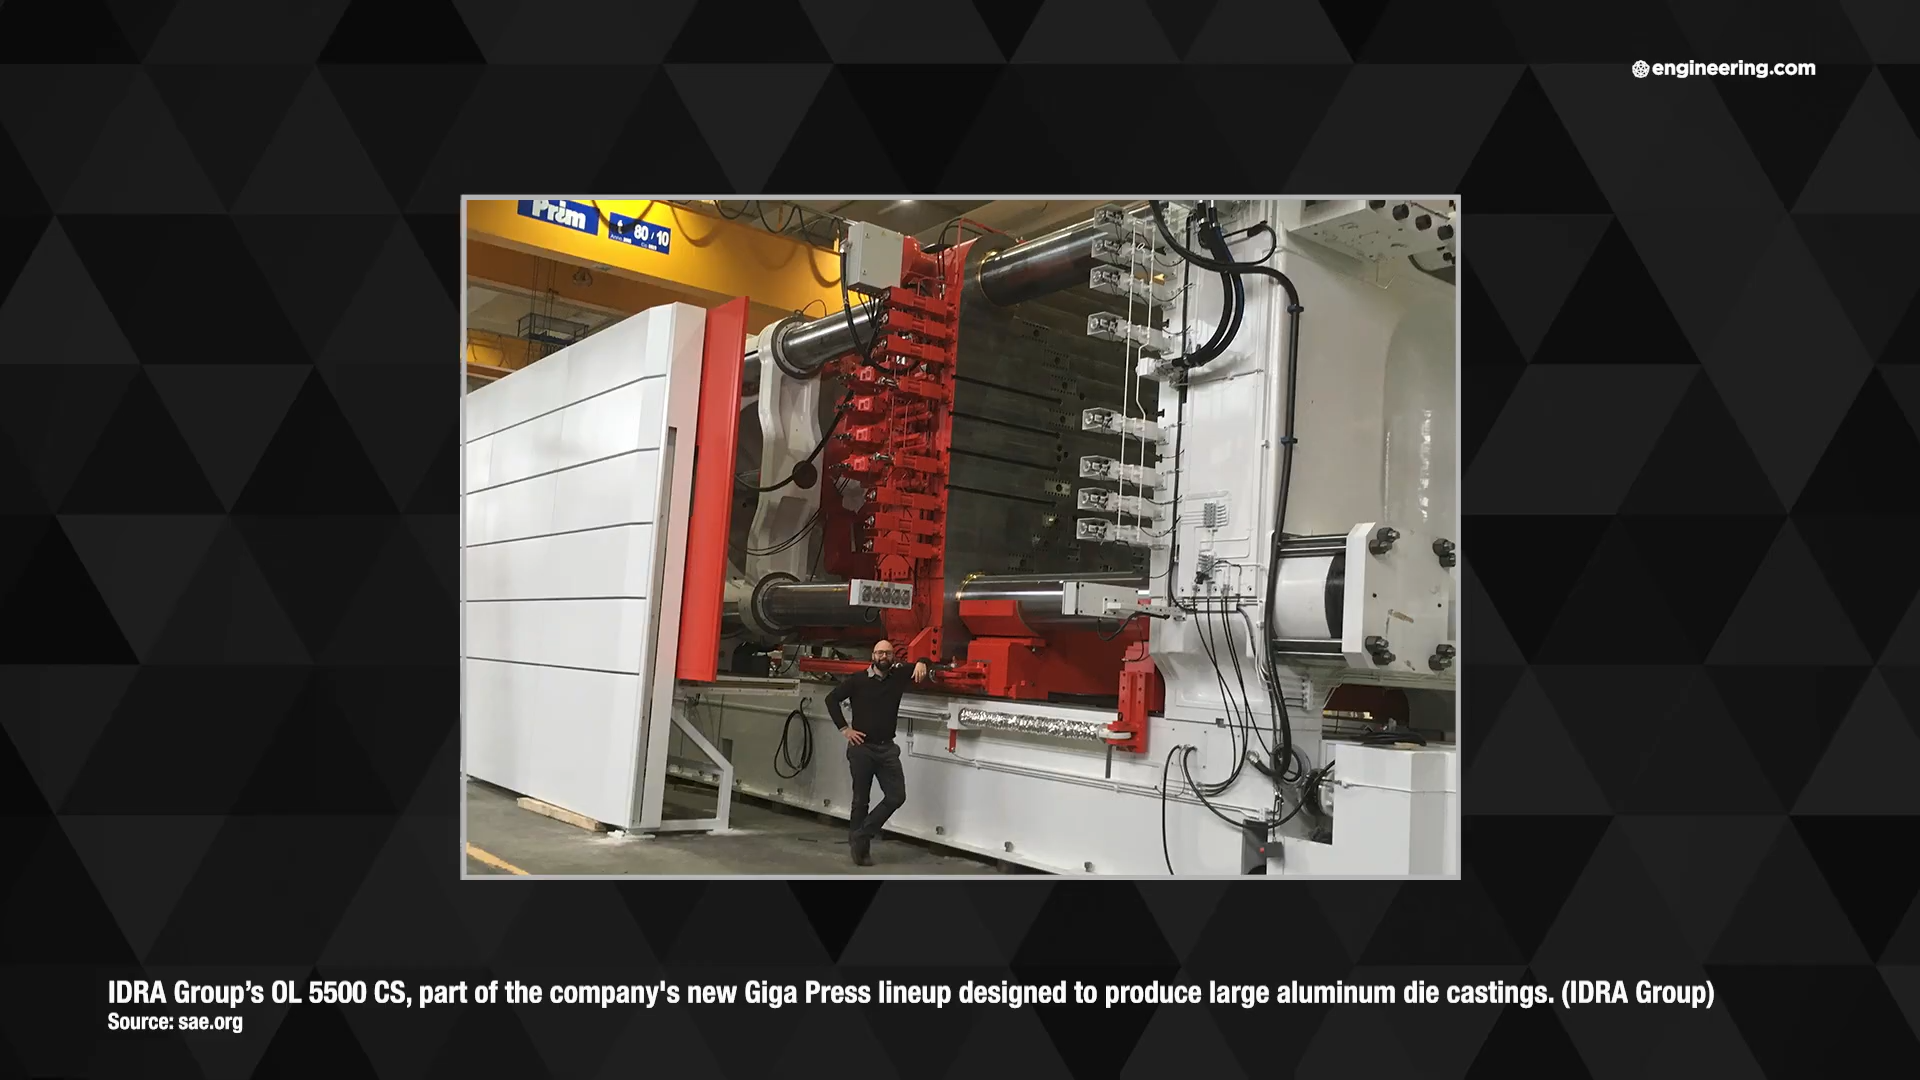 engineering.com
Prim
80 / 10
IDRA Group’s OL 5500 CS, part of the company's new Giga Press lineup designed to produce large aluminum die castings. (IDRA Group)
Source: sae.org